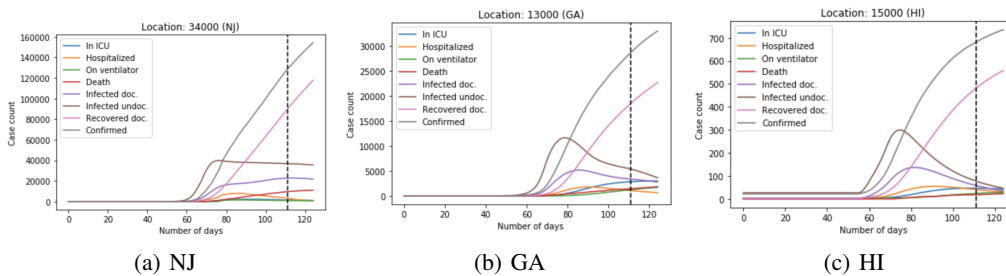 Location: 34000 (NJ)
160000
140000
120000
100000
80000
60000
40000
20000
0
Case count
In ICU
Hospitalized
On ventilator
Death
Infected doc.
Infected undoc.
Recovered doc.
Confirmed
0 20 40 60 80 100 120
Number of days
(a) NJ
Location: 13000 (GA)
30000
25000
20000
15000
10000
5000
0
Case count
In ICU
Hospitalized
On ventilator
Death
Infected doc.
Infected undoc.
Recovered doc.
Confirmed
0 20 40 60 80 100 120
Number of days
(b) GA
Location: 15000 (HI)
700
600
500
400
300
200
100
0
Case count
In ICU
Hospitalized
On ventilator
Death
Infected doc.
Infected undoc.
Recovered doc.
Confirmed
0 20 40 60 80 100 120
Number of days
(c) HI